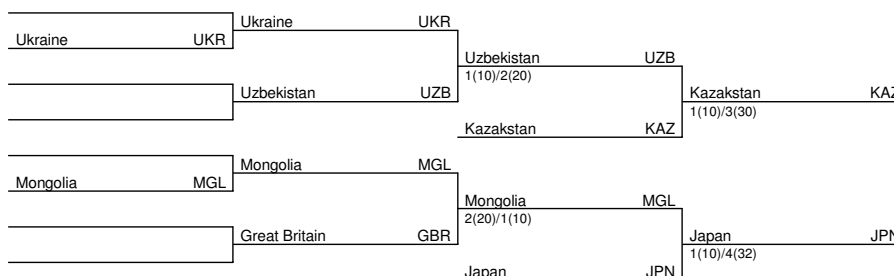 Ukraine UKR
Ukraine UKR
Uzbekistan UZB
1(10)/2(20)
Uzbekistan UZB
Kazakstan KAZ
1(10)/3(30)
Kazakstan KAZ
Mongolia MGL
Mongolia MGL
Mongolia MGL
2(20)/1(10)
Great Britain GBR
Japan JPN
1(10)/4(32)
Japan JPN